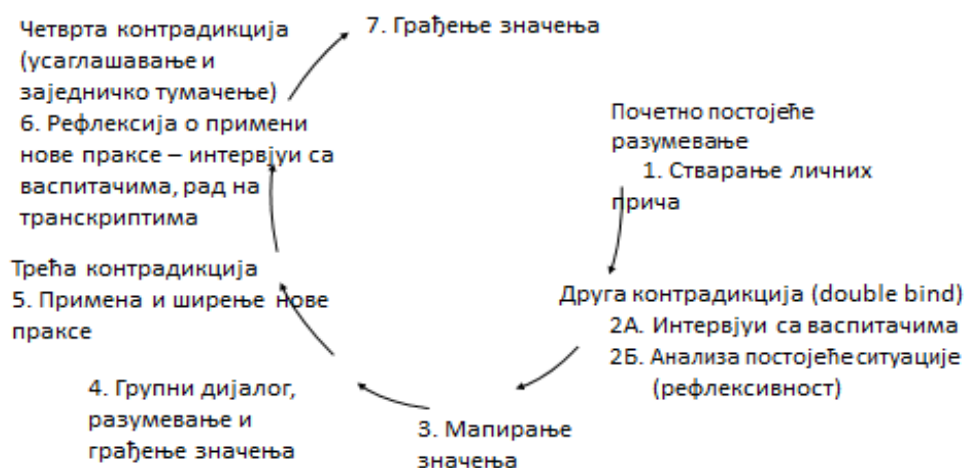 Четврта контрадикција
(усаглашавање и
заједничко тумачење)
6. Рефлексија о примени
нове праксе – интервјуи са
васпитачима, рад на
транскриптима
7. Грађење значења
Почетно постојеће
разумевање
1. Стварање личних
прича
Друга контрадикција (double bind)
2А. Интервјуи са васпитачима
2Б. Анализа постојеће ситуације
(рефлексивност)
3. Мапирање
значења
4. Групни дијалог,
разумевање и
грађење значења
Трећа контрадикција
5. Примена и ширење нове
праксе